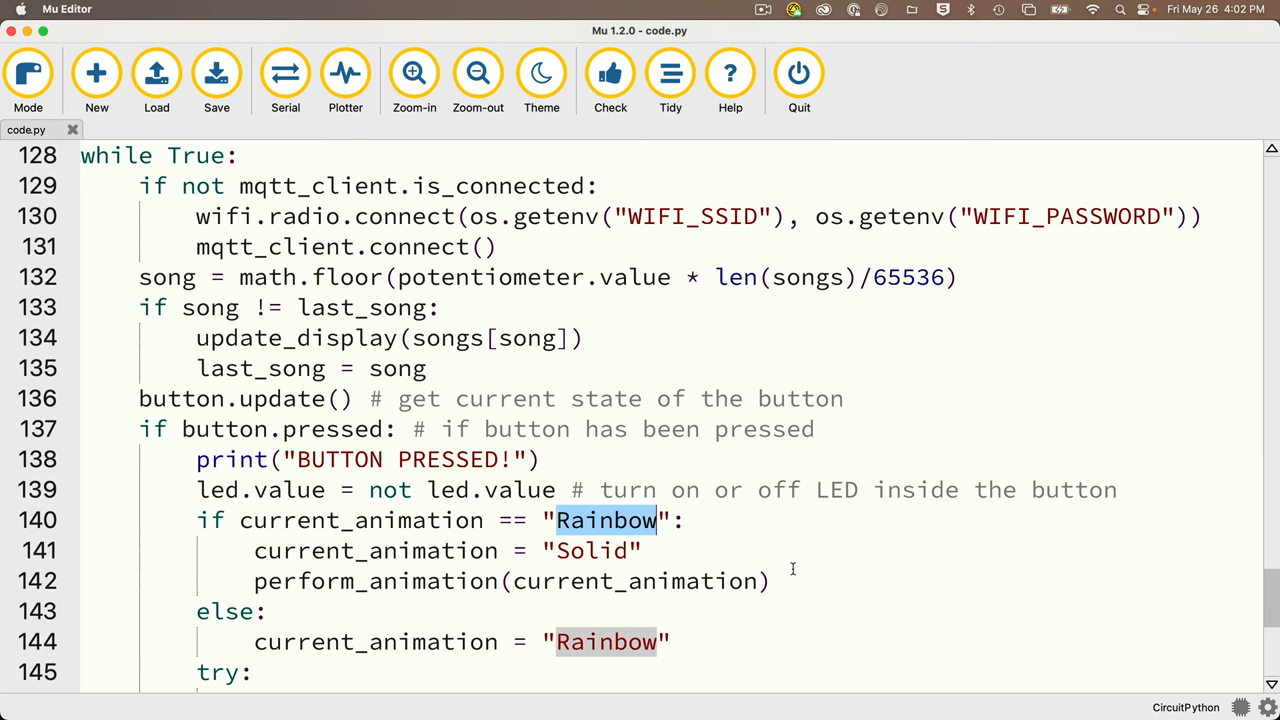 Mu Editor
Fri May 26 4:02 PM
Mu 1.2.0 - code.py
Mode New Load Save Serial Plotter Zoom-in Zoom-out Theme Check Tidy Help Quit
code.py
128 while True:
129 if not mqtt_client.is_connected:
130 wifi.radio.connect(os.getenv("WIFI_SSID"), os.getenv("WIFI_PASSWORD"))
131 mqtt_client.connect()
132 song = math.floor(potentiometer.value * len(songs)/65536)
133 if song != last_song:
134 update_display(songs[song])
135 last_song = song
136 button.update() # get current state of the button
137 if button.pressed: # if button has been pressed
138 print("BUTTON PRESSED!")
139 led.value = not led.value # turn on or off LED inside the button
140 if current_animation == "Rainbow":
141 current_animation = "Solid"
142 perform_animation(current_animation)
143 else:
144 current_animation = "Rainbow"
145 try:
CircuitPython